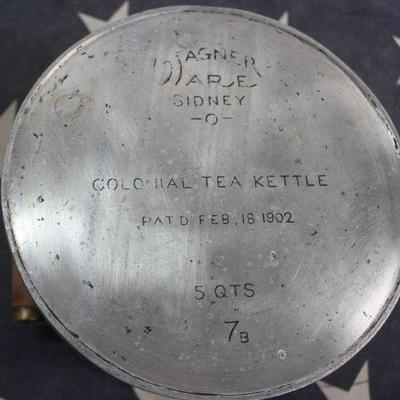 WAGNER
WARE
SIDNEY
-O-
COLONIAL TEA KETTLE
PAT'D FEB, 18 1902
5 QTS
7B